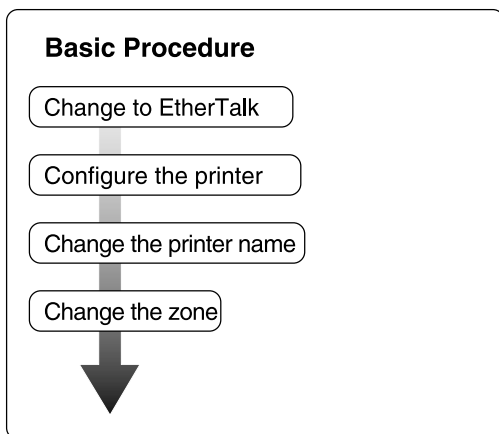 Basic Procedure
Change to EtherTalk
Configure the printer
Change the printer name
Change the zone